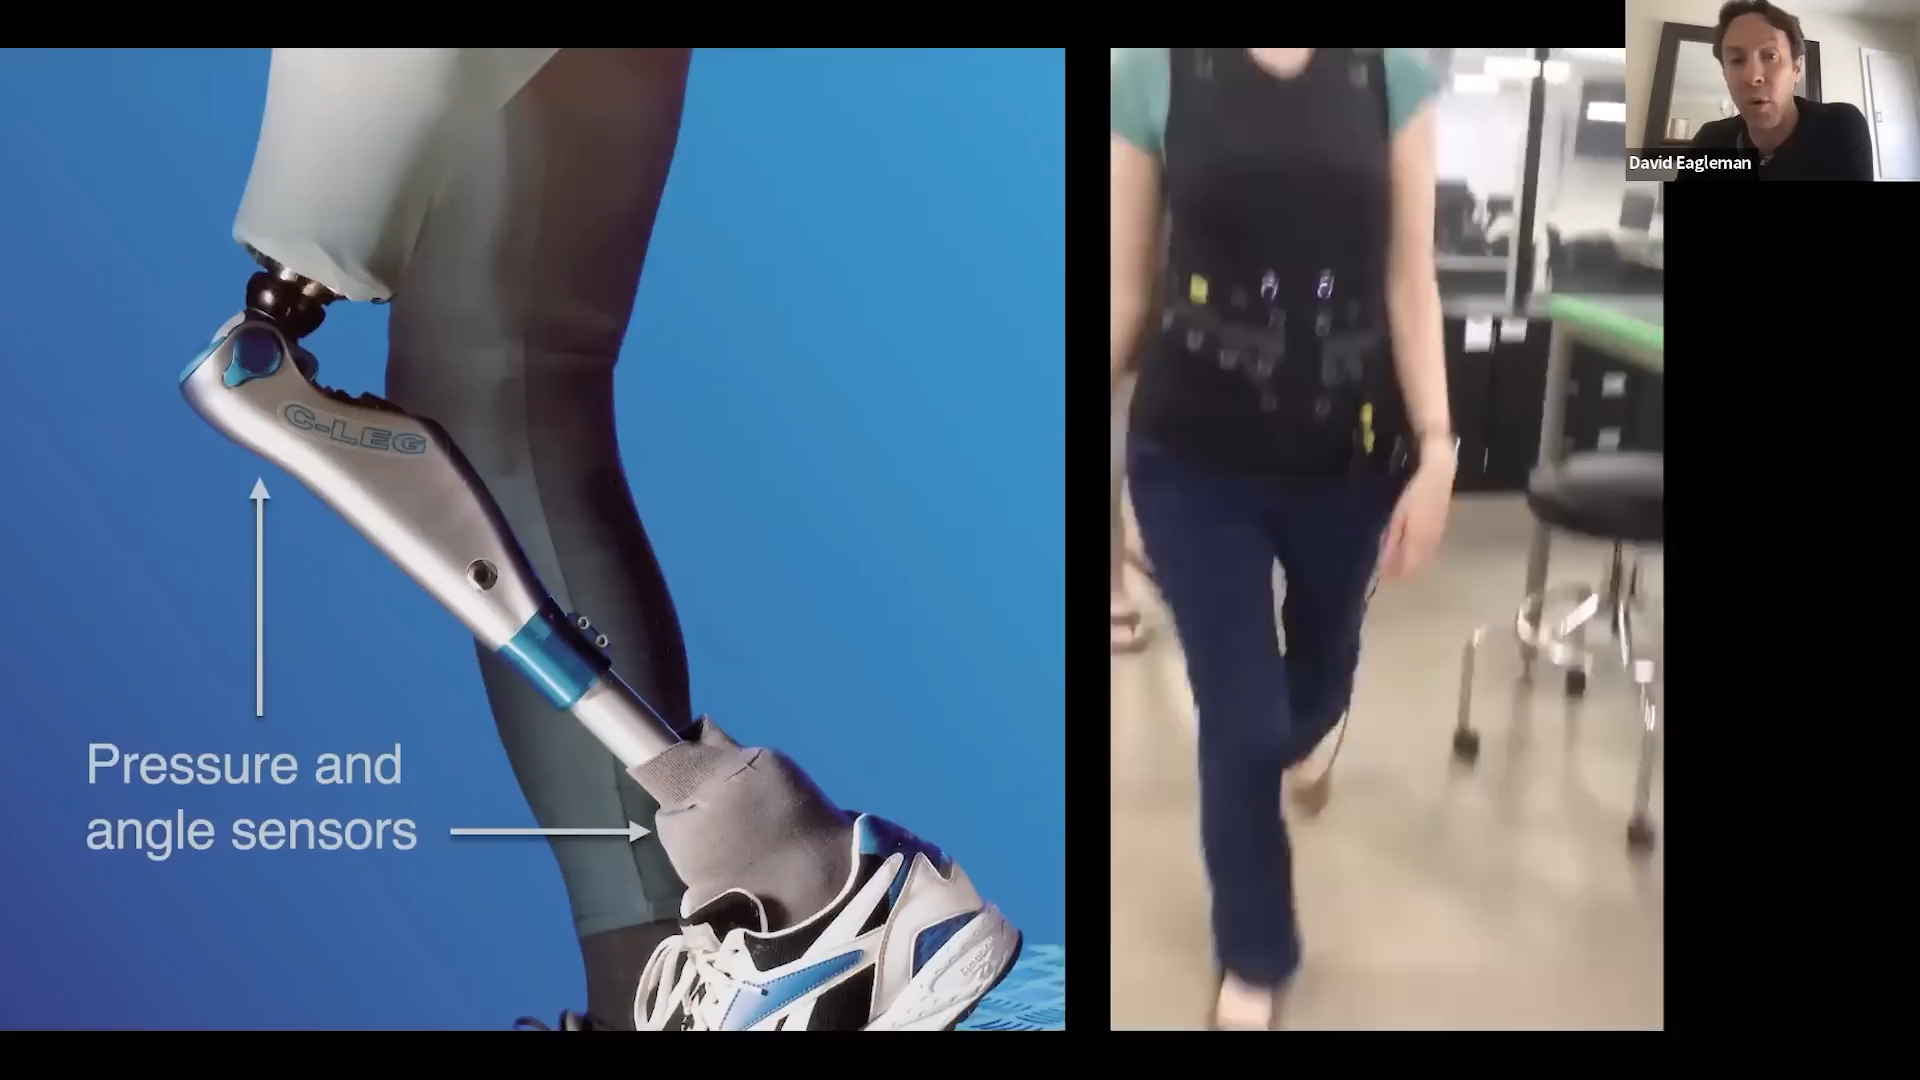 David Eagleman
C-LEG
Pressure and
angle sensors